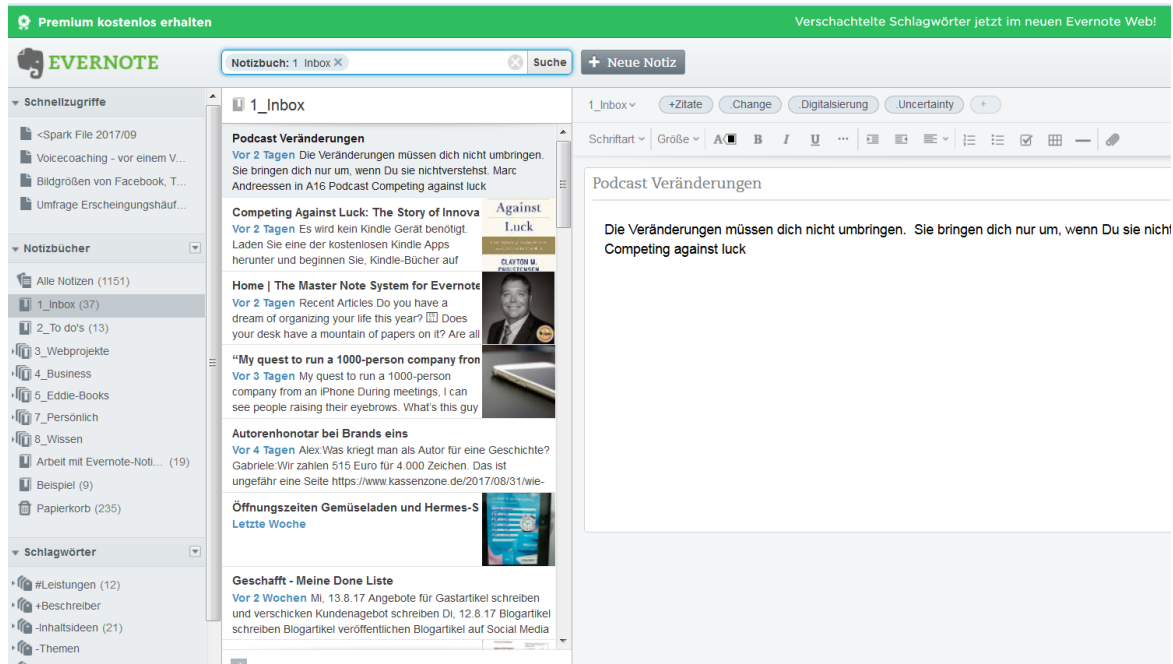 Premium kostenlos erhalten
Verschachtelte Schlagwörter jetzt im neuen Evernote Web!
EVERNOTE
Notizbuch: 1 Inbox
Suche
+ Neue Notiz
Schnellzugriffe
<Spark File 2017/09
Voicecoaching - vor einem V...
Bildgrößen von Facebook, T...
Umfrage Erscheingungshäuf...
Notizbücher
Alle Notizen (1151)
1_Inbox (37)
2_To do's (13)
3_Webprojekte
4_Business
5_Eddie-Books
7_Persönlich
8_Wissen
Arbeit mit Evernote-Noti... (19)
Beispiel (9)
Papierkorb (235)
Schlagwörter
#Leistungen (12)
+Beschreiber
-Inhaltsideen (21)
-Themen
1_Inbox
Podcast Veränderungen
Vor 2 Tagen Die Veränderungen müssen dich nicht umbringen.
Sie bringen dich nur um, wenn Du sie nichtverstehst. Marc
Andreessen in A16 Podcast Competing against luck
Competing Against Luck: The Story of Innova
Vor 2 Tagen Es wird kein Kindle Gerät benötigt.
Laden Sie eine der kostenlosen Kindle Apps
herunter und beginnen Sie, Kindle-Bücher auf
Against
Luck
CLAYTON M.
CHRISTENSEN
Home | The Master Note System for Evernote
Vor 2 Tagen Recent Articles Do you have a
dream of organizing your life this year? Does
your desk have a mountain of papers on it? Are all
“My quest to run a 1000-person company from
Vor 3 Tagen My quest to run a 1000-person
company from an iPhone During meetings, I can
see people raising their eyebrows. What’s this guy
Autorenhonotar bei Brands eins
Vor 4 Tagen Alex:Was kriegt man als Autor für eine Geschichte?
Gabriele:Wir zahlen 515 Euro für 4.000 Zeichen. Das ist
ungefähr eine Seite https://www.kassenzone.de/2017/08/31/wie-
Öffnungszeiten Gemüseladen und Hermes-S
Letzte Woche
Geschafft - Meine Done Liste
Vor 2 Wochen Mi, 13.8.17 Angebote für Gastartikel schreiben
und verschicken Kundenagebot schreiben Di, 12.8.17 Blogartikel
schreiben Blogartikel veröffentlichen Blogartikel auf Social Media
1_Inbox
+Zitate
.Change
.Digitalsierung
.Uncertainty
+
Schriftart
Größe
A
B
I
U
Podcast Veränderungen
Die Veränderungen müssen dich nicht umbringen. Sie bringen dich nur um, wenn Du sie nicht
Competing against luck